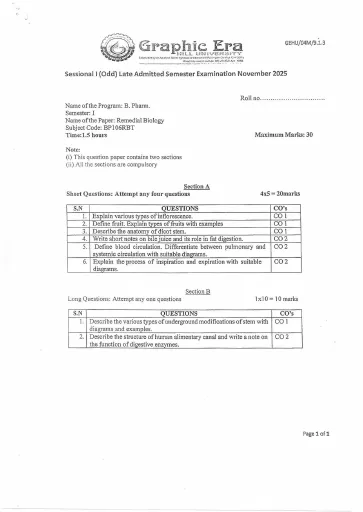 GEHU/04M/9.1.3
Graphic Era
HILL UNIVERSITY
Sessional I (Odd) Late Admitted Semester Examination November 2025
Roll no..............................
Name of the Program: B. Pharm.
Semester: I
Name of the Paper: Remedial Biology
Subject Code: BP106RBT
Time:1.5 hours Maximum Marks: 30
Note:
(i) This question paper contains two sections
(ii) All the sections are compulsory
Section A
Short Questions: Attempt any four questions 4x5 = 20marks
S.N QUESTIONS CO's
1. Explain various types of inflorescence. CO 1
2. Define fruit. Explain types of fruits with examples CO 1
3. Describe the anatomy of dicot stem. CO 1
4. Write short notes on bile juice and its role in fat digestion. CO 2
5. Define blood circulation. Differentiate between pulmonary and CO 2
systemic circulation with suitable diagrams.
6. Explain the process of inspiration and expiration with suitable CO 2
diagrams.
Section B
Long Questions: Attempt any one questions 1x10 = 10 marks
S.N QUESTIONS CO's
1. Describe the various types of underground modifications of stem with CO 1
diagrams and examples.
2. Describe the structure of human alimentary canal and write a note on CO 2
the function of digestive enzymes.
Page 1 of 1